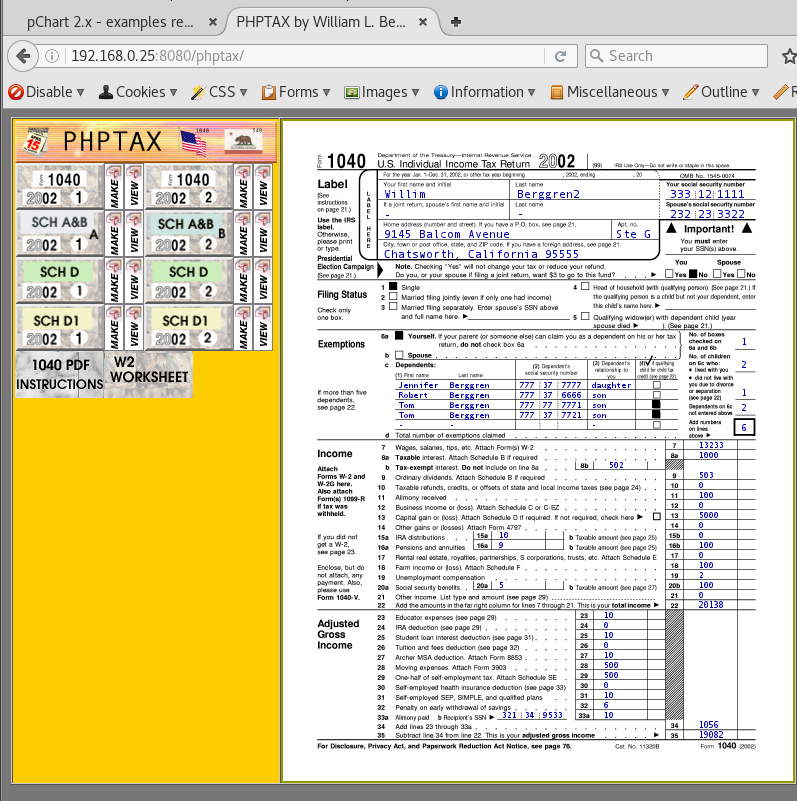 pChart 2.x - examples re... × PHPTAX by William L. Be... ×
192.168.0.25:8080/phptax/ Search
Disable Cookies CSS Forms Images Information Miscellaneous Outline
APRIL 15 PHPTAX 1040 540
Form 1040 2002 1 MAKE VIEW Form 1040 2002 2 MAKE VIEW
SCH A&B 2002 1 A MAKE VIEW SCH A&B 2002 2 B MAKE VIEW
SCH D 2002 1 MAKE VIEW SCH D 2002 2 MAKE VIEW
SCH D1 2002 1 MAKE VIEW SCH D1 2002 2 MAKE VIEW
1040 PDF INSTRUCTIONS W2 WORKSHEET
Form 1040 Department of the Treasury—Internal Revenue Service
U.S. Individual Income Tax Return 2002 (99) IRS Use Only—Do not write or staple in this space.
For the year Jan. 1-Dec. 31, 2002, or other tax year beginning , 2002, ending , 20 OMB No. 1545-0074
Label
(See instructions on page 21.)
Use the IRS label.
Otherwise, please print or type.
LABEL HERE
Your first name and initial Last name Your social security number
Willim Berggren2 333 12 1111
If a joint return, spouse's first name and initial Last name Spouse's social security number
- - 232 23 3322
Home address (number and street). If you have a P.O. box, see page 21. Apt. no.
9145 Balcom Avenue Ste G
City, town or post office, state, and ZIP code. If you have a foreign address, see page 21.
Chatsworth, California 95555
Important!
You must enter your SSN(s) above.
Presidential Election Campaign (See page 21.)
Note. Checking "Yes" will not change your tax or reduce your refund.
Do you, or your spouse if filing a joint return, want $3 to go to this fund?
You Spouse
Yes No Yes No
Filing Status
Check only one box.
1 Single
2 Married filing jointly (even if only one had income)
3 Married filing separately. Enter spouse's SSN above and full name here.
4 Head of household (with qualifying person). (See page 21.) If
the qualifying person is a child but not your dependent, enter
this child's name here.
5 Qualifying widow(er) with dependent child (year
spouse died ). (See page 21.)
Exemptions
If more than five dependents, see page 22.
6a Yourself. If your parent (or someone else) can claim you as a dependent on his or her tax
return, do not check box 6a
b Spouse
c Dependents:
(1) First name Last name
(2) Dependent's social security number
(3) Dependent's relationship to you
(4) if qualifying child for child tax credit (see page 22)
Jennifer Berggren 777 37 7777 daughter
Robert Berggren 777 37 6666 son
Tom Berggren 777 77 7771 son
Tom Berggren 777 37 7721 son
- - -
d Total number of exemptions claimed
No. of boxes checked on 6a and 6b 1
No. of children on 6c who:
• lived with you 2
• did not live with you due to divorce or separation (see page 22) 1
Dependents on 6c not entered above 2
Add numbers on lines above 6
Income
Attach Forms W-2 and W-2G here. Also attach Form(s) 1099-R if tax was withheld.
If you did not get a W-2, see page 23.
Enclose, but do not attach, any payment. Also, please use Form 1040-V.
7 Wages, salaries, tips, etc. Attach Form(s) W-2 7 13233
8a Taxable interest. Attach Schedule B if required 8a 1000
b Tax-exempt interest. Do not include on line 8a 8b 502
9 Ordinary dividends. Attach Schedule B if required 9 503
10 Taxable refunds, credits, or offsets of state and local income taxes (see page 24) 10 0
11 Alimony received 11 100
12 Business income or (loss). Attach Schedule C or C-EZ 12 0
13 Capital gain or (loss). Attach Schedule D if required. If not required, check here 13 5000
14 Other gains or (losses). Attach Form 4797 14 0
15a IRA distributions 15a 10 b Taxable amount (see page 25) 15b 0
16a Pensions and annuities 16a 9 b Taxable amount (see page 25) 16b 100
17 Rental real estate, royalties, partnerships, S corporations, trusts, etc. Attach Schedule E 17 0
18 Farm income or (loss). Attach Schedule F 18 100
19 Unemployment compensation 19 2
20a Social security benefits 20a 5 b Taxable amount (see page 27) 20b 100
21 Other income. List type and amount (see page 29) 21 0
22 Add the amounts in the far right column for lines 7 through 21. This is your total income 22 20138
Adjusted Gross Income
23 Educator expenses (see page 29) 23 10
24 IRA deduction (see page 29) 24 0
25 Student loan interest deduction (see page 31) 25 10
26 Tuition and fees deduction (see page 32) 26 0
27 Archer MSA deduction. Attach Form 8853 27 10
28 Moving expenses. Attach Form 3903 28 500
29 One-half of self-employment tax. Attach Schedule SE 29 500
30 Self-employed health insurance deduction (see page 33) 30 0
31 Self-employed SEP, SIMPLE, and qualified plans 31 10
32 Penalty on early withdrawal of savings 32 6
33a Alimony paid b Recipient's SSN 321 34 9533 33a 10
34 Add lines 23 through 33a 34 1056
35 Subtract line 34 from line 22. This is your adjusted gross income 35 19082
For Disclosure, Privacy Act, and Paperwork Reduction Act Notice, see page 76. Cat. No. 11320B Form 1040 (2002)